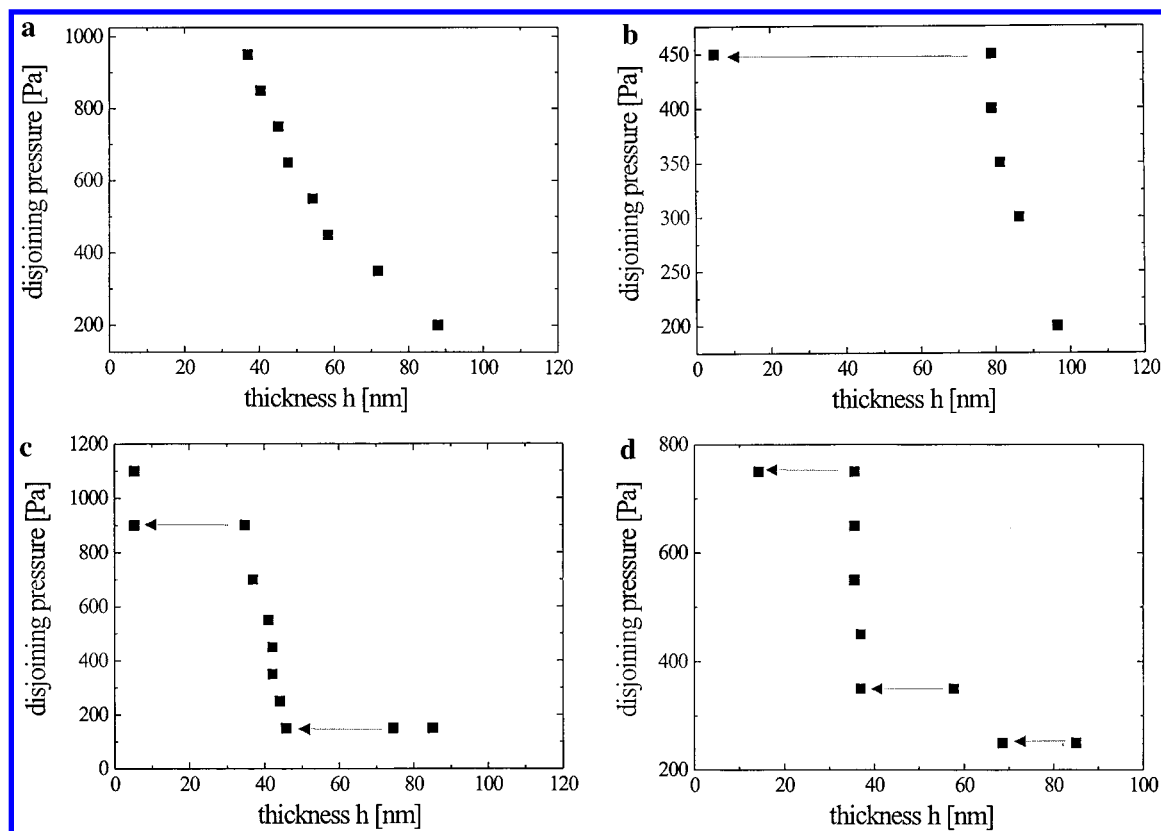 a
1000
800
600
400
200
0 20 40 60 80 100 120
disjoining pressure [Pa]
thickness h [nm]
b
450
400
350
300
250
200
0 20 40 60 80 100 120
disjoining pressure [Pa]
thickness h [nm]
c
1200
1000
800
600
400
200
0
0 20 40 60 80 100 120
disjoining pressure [Pa]
thickness h [nm]
d
800
600
400
200
0 20 40 60 80 100
disjoining pressure [Pa]
thickness h [nm]